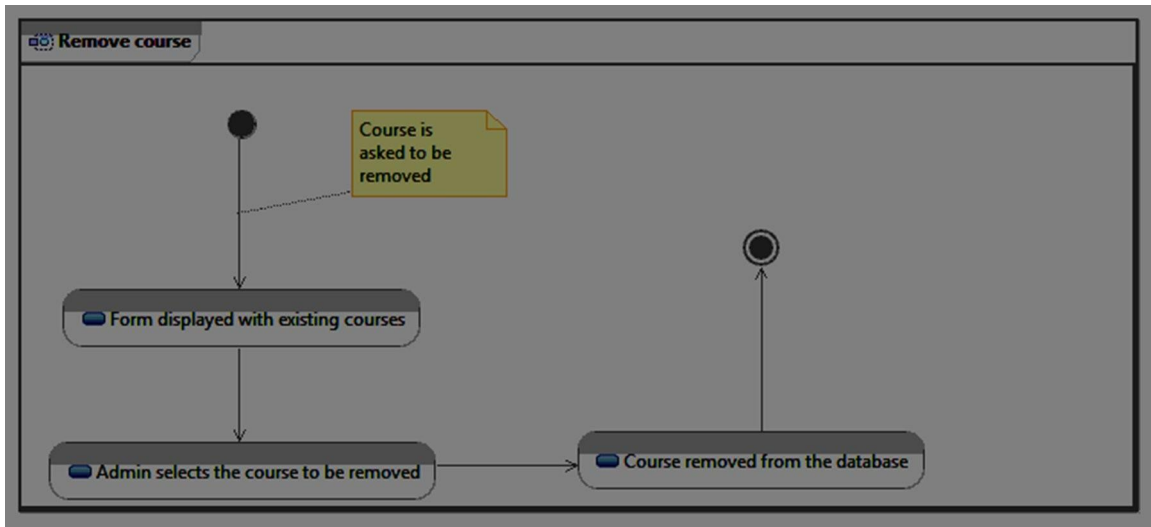 Remove course
Course is
asked to be
removed
Form displayed with existing courses
Admin selects the course to be removed
Course removed from the database